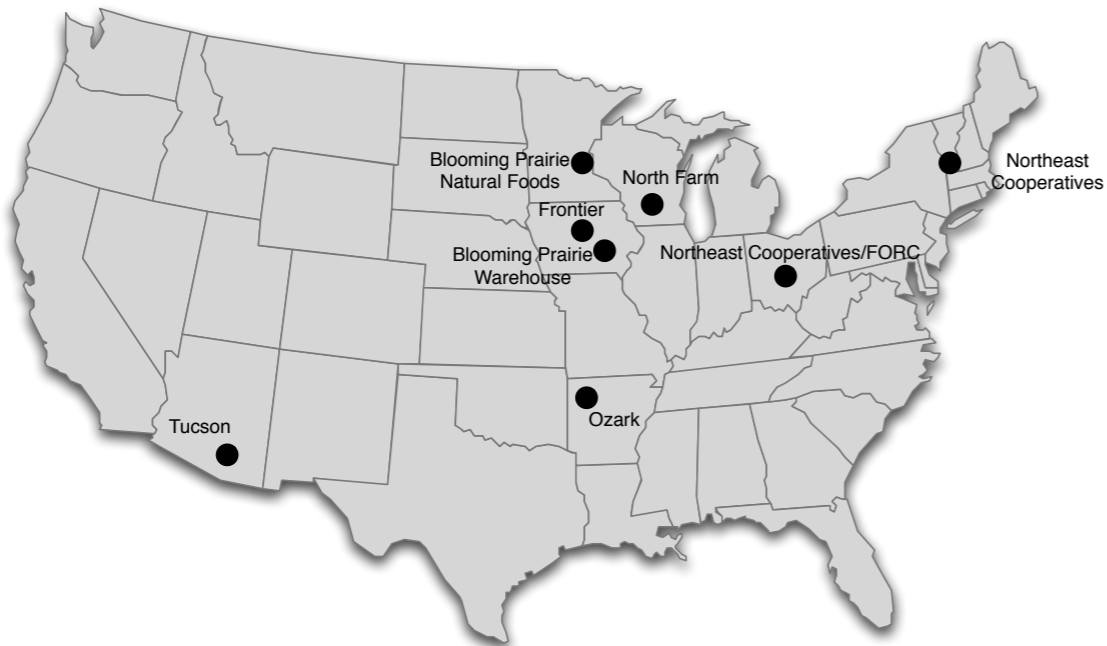 Blooming Prairie
Natural Foods
North Farm
Northeast
Cooperatives
Frontier
Blooming Prairie
Warehouse
Northeast Cooperatives/FORC
Ozark
Tucson